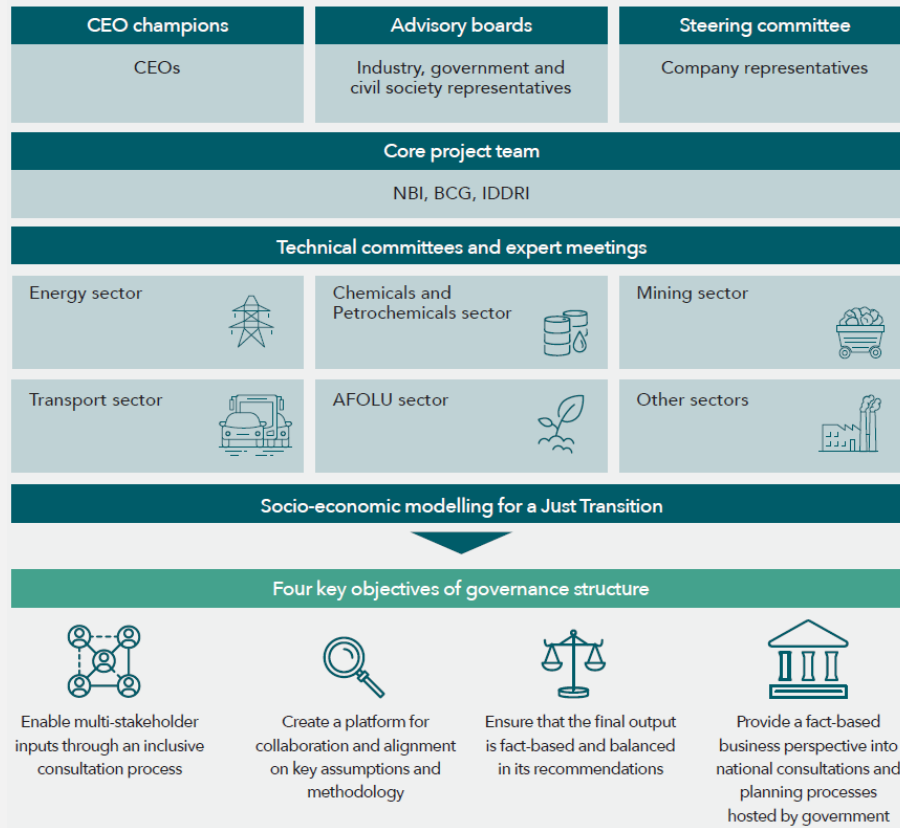 CEO champions
CEOs
Advisory boards
Industry, government and
civil society representatives
Steering committee
Company representatives
Core project team
NBI, BCG, IDDRI
Technical committees and expert meetings
Energy sector
Chemicals and
Petrochemicals sector
Mining sector
Transport sector
AFOLU sector
Other sectors
Socio-economic modelling for a Just Transition
Four key objectives of governance structure
Enable multi-stakeholder
inputs through an inclusive
consultation process
Create a platform for
collaboration and alignment
on key assumptions and
methodology
Ensure that the final output
is fact-based and balanced
in its recommendations
Provide a fact-based
business perspective into
national consultations and
planning processes
hosted by government